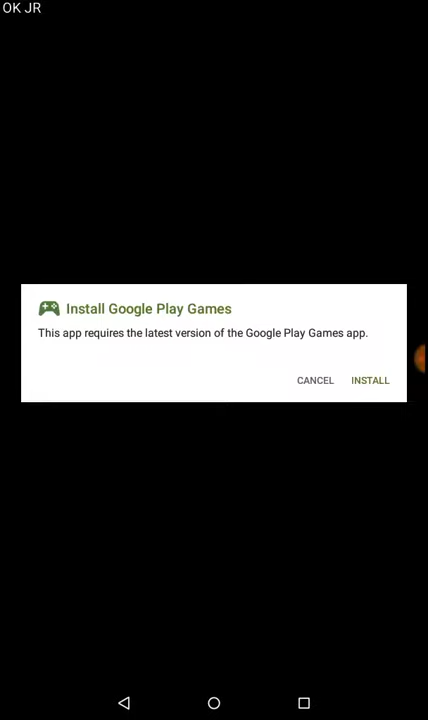 OK JR
Install Google Play Games
This app requires the latest version of the Google Play Games app.
CANCEL INSTALL